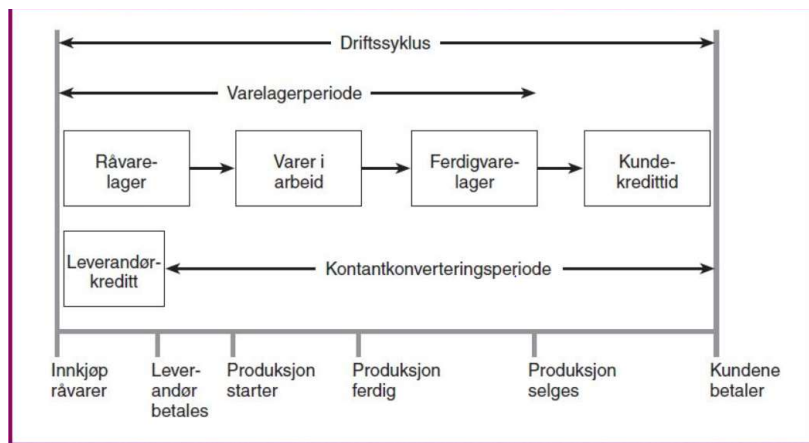 Driftssyklus
Varelagerperiode
Råvare-
lager
Varer i
arbeid
Ferdigvare-
lager
Kunde-
kredittid
Leverandør-
kreditt
Kontantkonverteringsperiode
Innkjøp
råvarer
Lever-
andør
betales
Produksjon
starter
Produksjon
ferdig
Produksjon
selges
Kundene
betaler